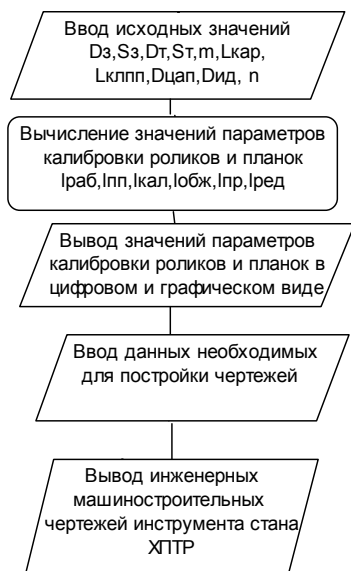 Ввод исходных значений
Dз,Sз,Dт,Sт,m,Lкар,
Lклпп,Dцап,Dид, n
Вычисление значений параметров
калибровки роликов и планок
lраб,lпп,lкал,lобж,lпр,lред
Вывод значений параметров
калибровки роликов и планок в
цифровом и графическом виде
Ввод данных необходимых
для постройки чертежей
Вывод инженерных
машиностроительных
чертежей инструмента стана
ХПТР